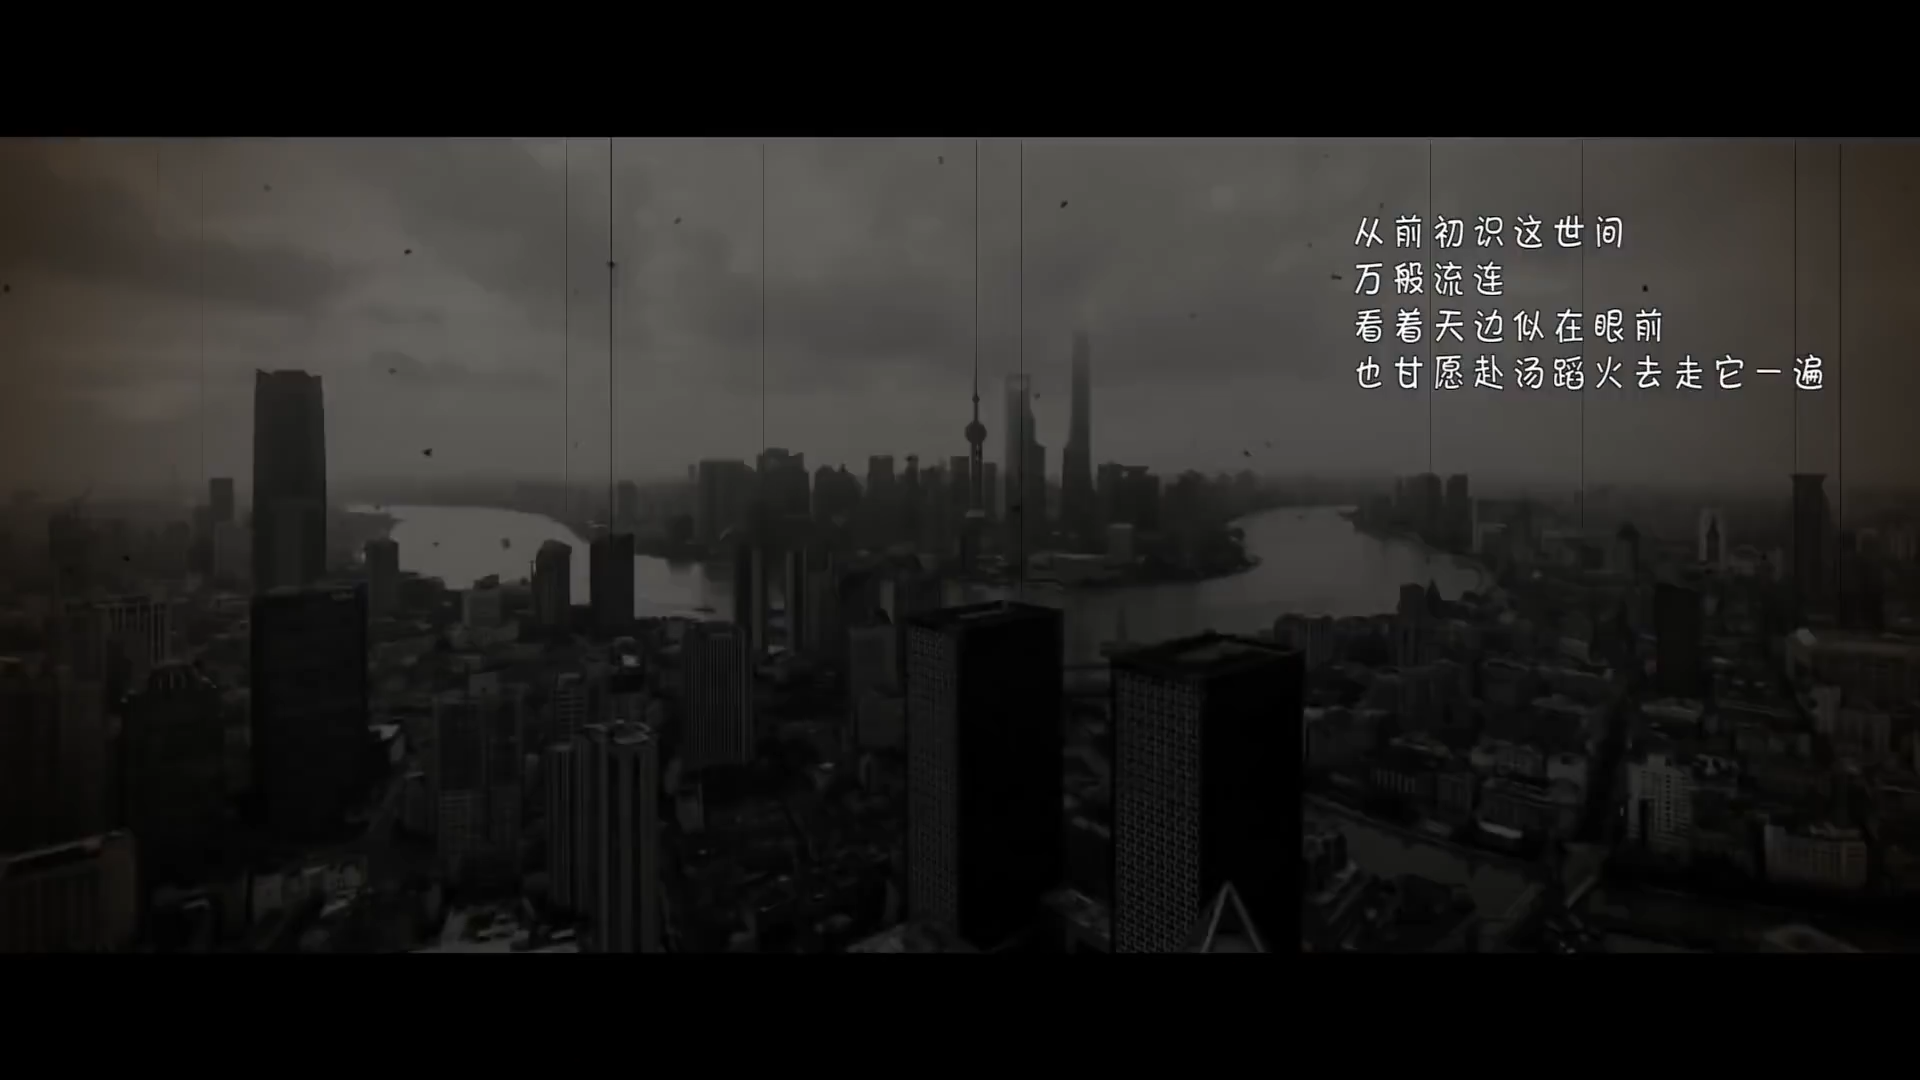 从前初识这世间
万般流连
看着天边似在眼前
也甘愿赴汤蹈火去走它一遍